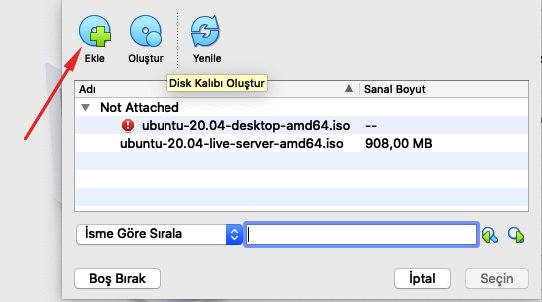 Ekle Oluştur Yenile
Disk Kalıbı Oluştur
Adı Sanal Boyut
Not Attached
ubuntu-20.04-desktop-amd64.iso --
ubuntu-20.04-live-server-amd64.iso 908,00 MB
İsme Göre Sırala
Boş Bırak İptal Seçin